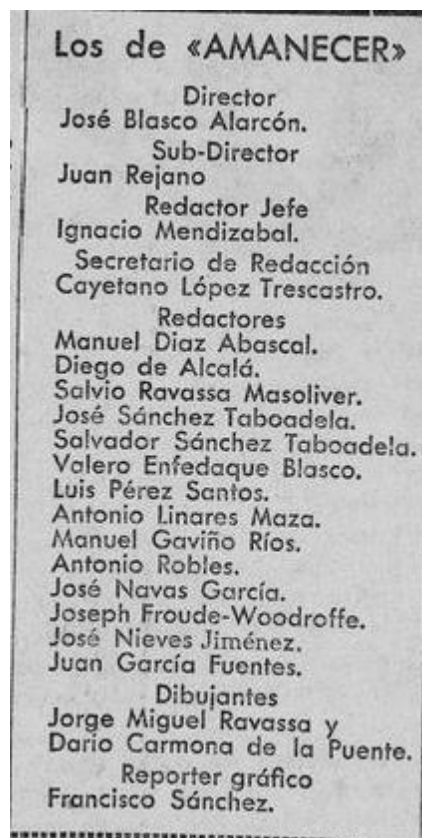 Los de «AMANECER»
Director
José Blasco Alarcón.
Sub-Director
Juan Rejano
Redactor Jefe
Ignacio Mendizabal.
Secretario de Redacción
Cayetano López Trescastro.
Redactores
Manuel Diaz Abascal.
Diego de Alcalá.
Salvio Ravassa Masoliver.
José Sánchez Taboadela.
Salvador Sánchez Taboadela.
Valero Enfedaque Blasco.
Luis Pérez Santos.
Antonio Linares Maza.
Manuel Gaviño Ríos.
Antonio Robles.
José Navas García.
Joseph Froude-Woodroffe.
José Nieves Jiménez.
Juan García Fuentes.
Dibujantes
Jorge Miguel Ravassa y
Dario Carmona de la Puente.
Reporter gráfico
Francisco Sánchez.